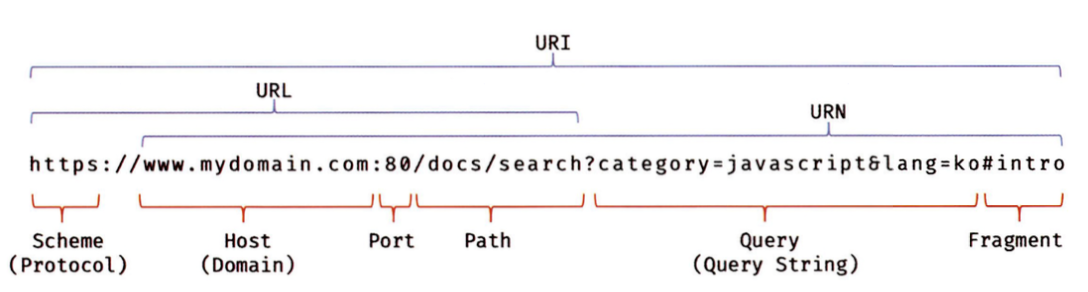 URI
URL
URN
https://www.mydomain.com:80/docs/search?category=javascript&lang=ko#intro
Scheme Host Port Path Query Fragment
(Protocol) (Domain) (Query String)